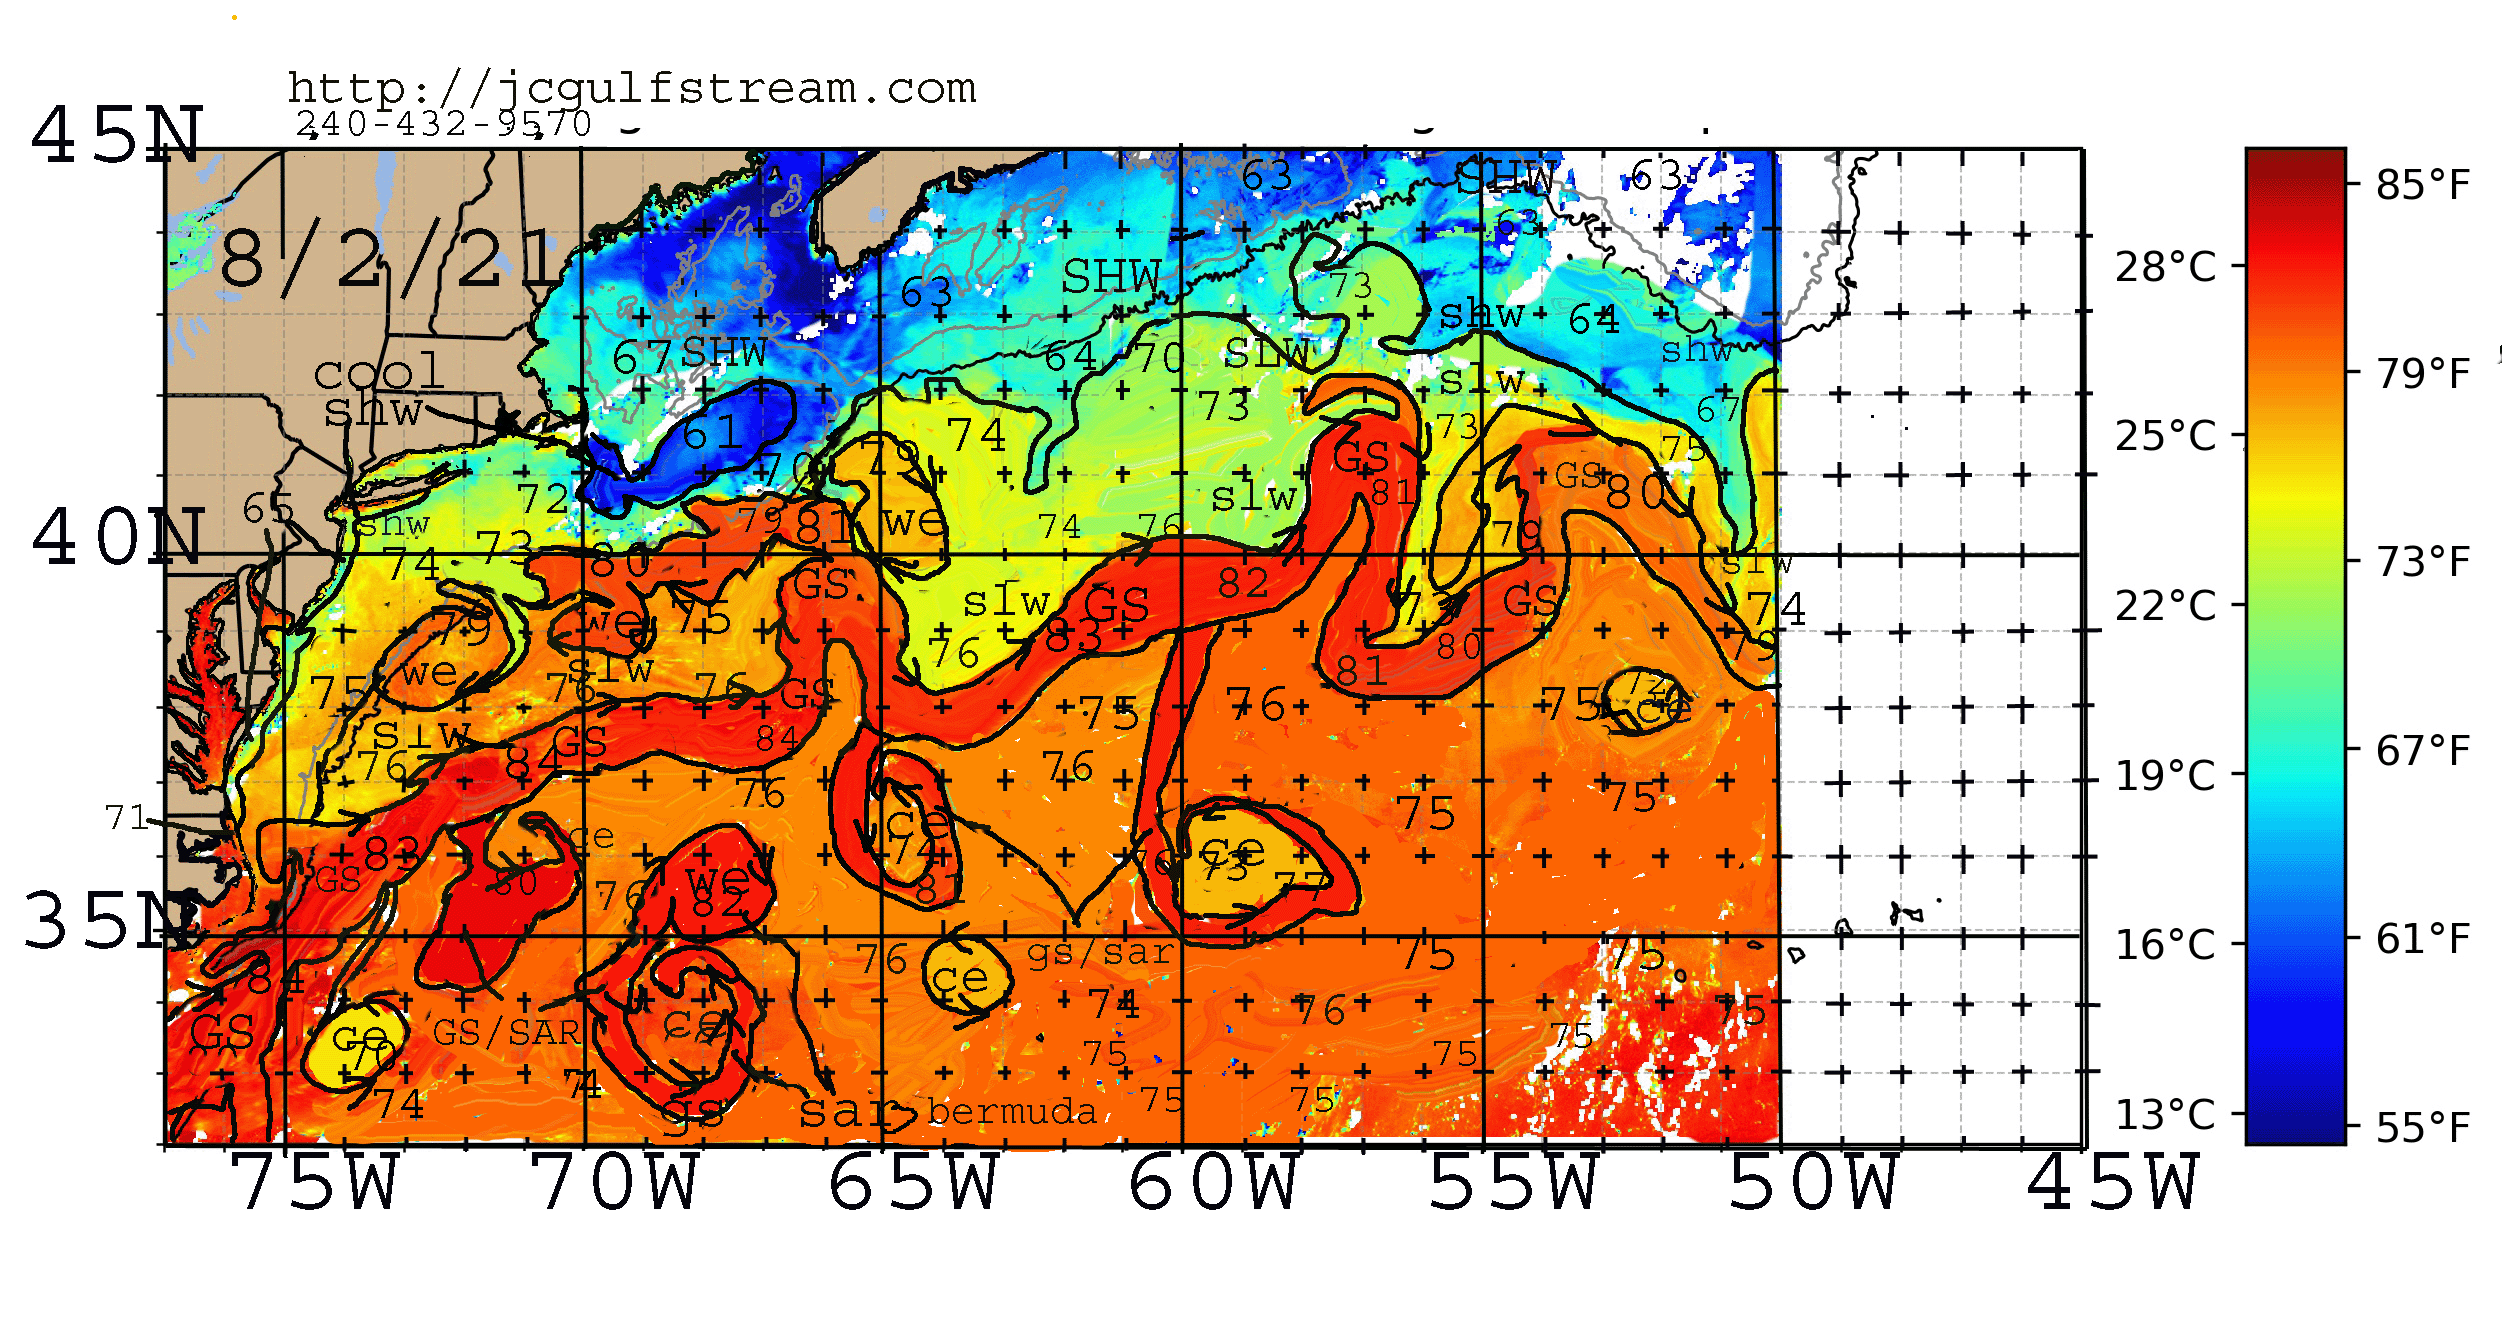 http://jcgulfstream.com
45N 240-432-9570
63 SHW 63 85°F
8/2/21 63
SHW 73 28°C
63 shw 64
67 SHW 64 70 SLW shw
cool slw 79°F
shw 73 67
61 74 73 75 25°C
79 GS GS 80
65 72 70 slw 81
shw 79 81 we 74 76 79
40N 74 73 80 slw 73°F
79 we 75 GS slw GS 82 73 GS 74 22°C
we slw 76 83 80 79
75 76 76 GS 75 76 81 75 72 ce
slw GS 84 67°F
76 84 76 76 75 75 19°C
71 ce ce
83 GS 80 we 74 ce 73 77
35N 76 82 81 61°F
84 76 ce gs/sar 75 75 16°C
GS ce 70 GS/SAR ce 74 76 75
75 75 75
74 74 gs sar bermuda 75 75 13°C 55°F
75W 70W 65W 60W 55W 50W 45W